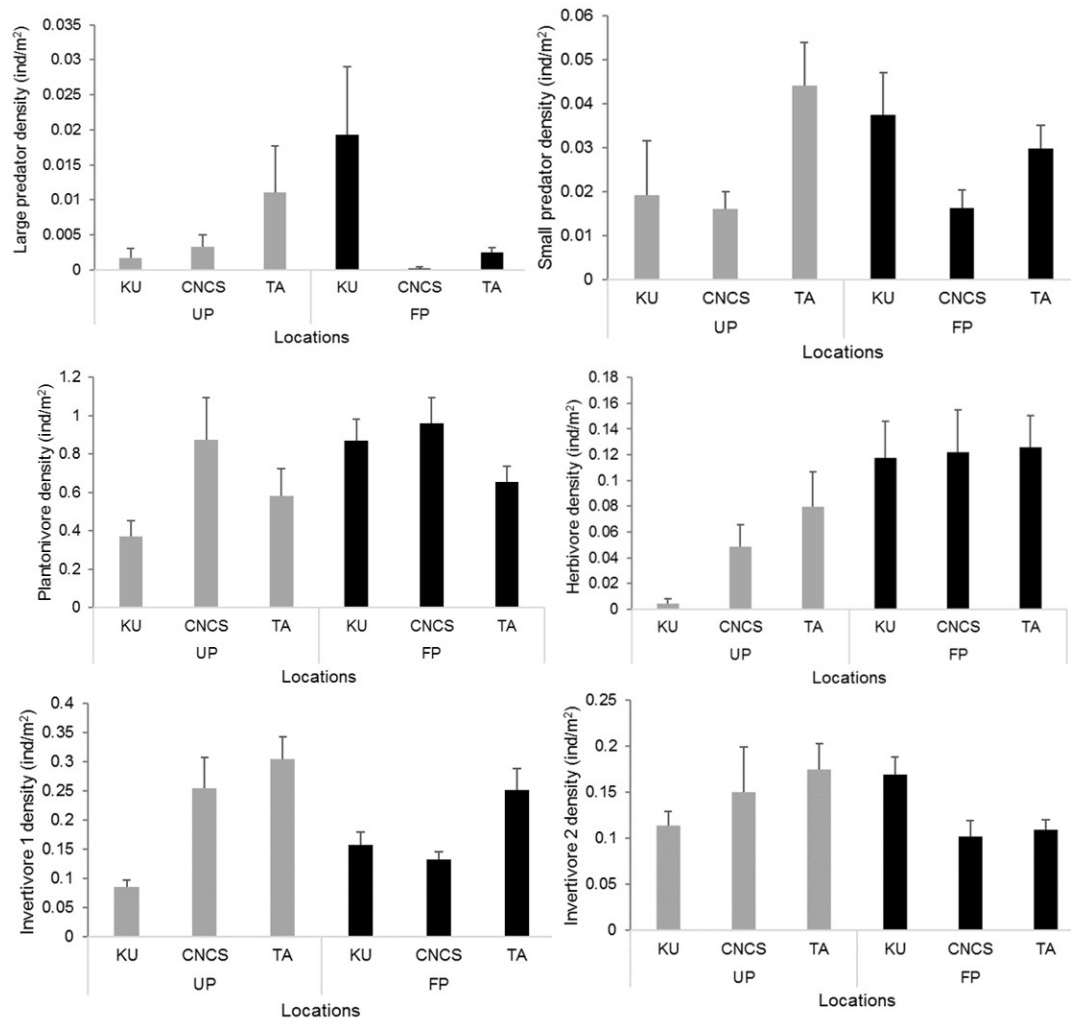 Large predator density (ind/m²)
0.035
0.03
0.025
0.02
0.015
0.01
0.005
0
KU CNCS TA KU CNCS TA
UP FP
Locations
Small predator density (ind/m²)
0.06
0.05
0.04
0.03
0.02
0.01
0
KU CNCS TA KU CNCS TA
UP FP
Locations
Plantonivore density (ind/m²)
1.2
1
0.8
0.6
0.4
0.2
0
KU CNCS TA KU CNCS TA
UP FP
Locations
Herbivore density (ind/m²)
0.18
0.16
0.14
0.12
0.1
0.08
0.06
0.04
0.02
0
KU CNCS TA KU CNCS TA
UP FP
Locations
Invertivore 1 density (ind/m²)
0.4
0.35
0.3
0.25
0.2
0.15
0.1
0.05
0
KU CNCS TA KU CNCS TA
UP FP
Locations
Invertivore 2 density (ind/m²)
0.25
0.2
0.15
0.1
0.05
0
KU CNCS TA KU CNCS TA
UP FP
Locations